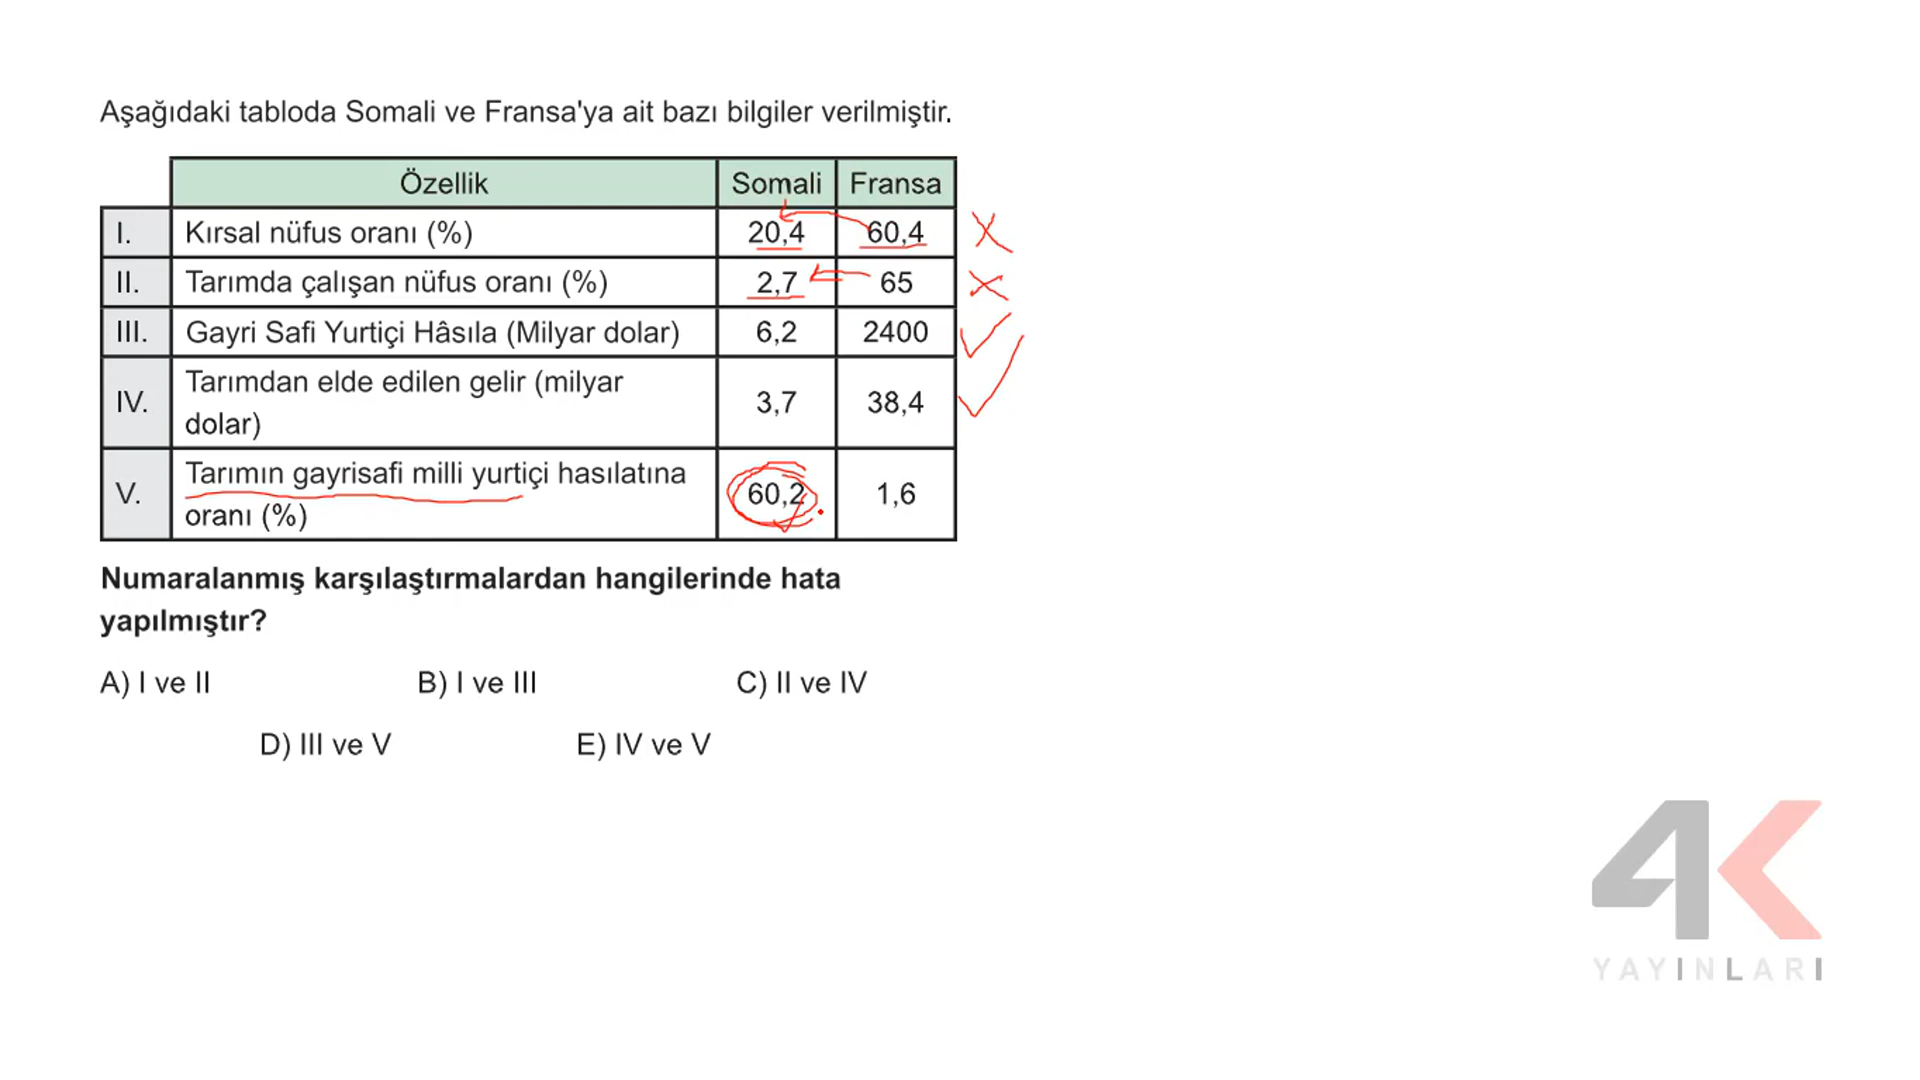 Aşağıdaki tabloda Somali ve Fransa'ya ait bazı bilgiler verilmiştir.
Özellik Somali Fransa
I. Kırsal nüfus oranı (%) 20,4 60,4
II. Tarımda çalışan nüfus oranı (%) 2,7 65
III. Gayri Safi Yurtiçi Hâsıla (Milyar dolar) 6,2 2400
IV. Tarımdan elde edilen gelir (milyar dolar) 3,7 38,4
V. Tarımın gayrisafi milli yurtiçi hasılatına oranı (%) 60,2 1,6
Numaralanmış karşılaştırmalardan hangilerinde hata
yapılmıştır?
A) I ve II B) I ve III C) II ve IV
D) III ve V E) IV ve V
4K
YAYINLARI